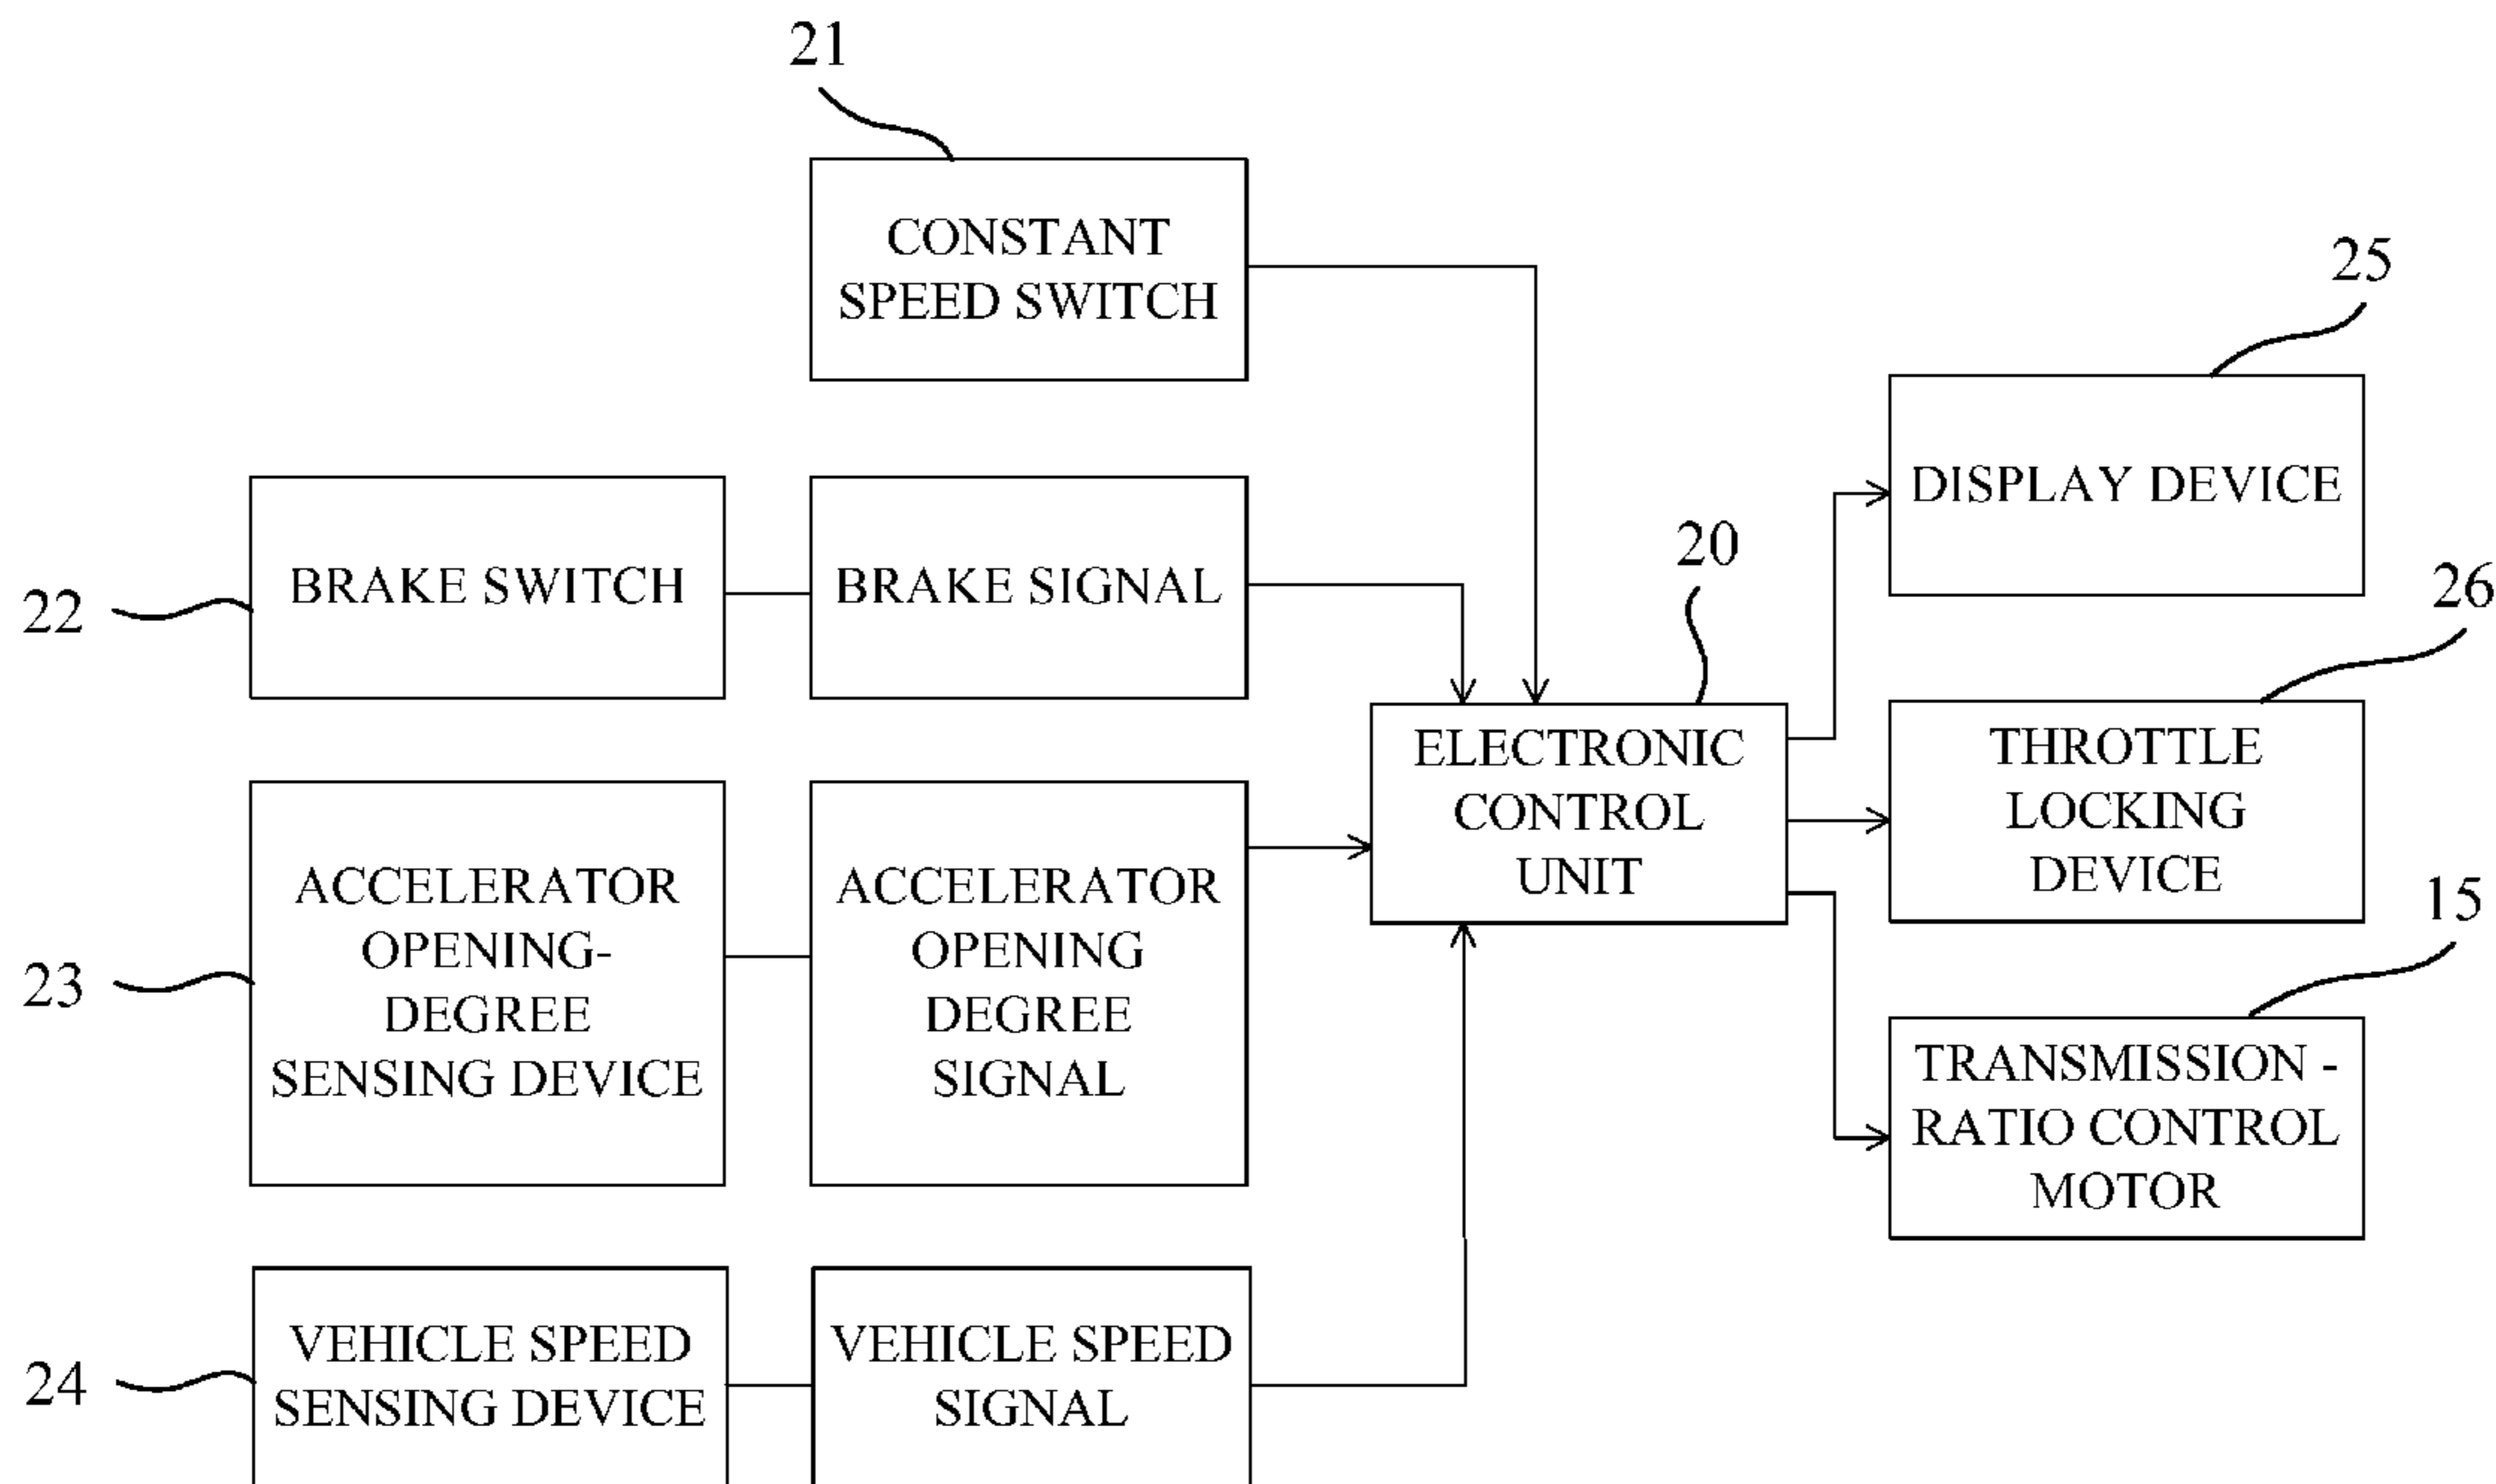 21
CONSTANT
SPEED SWITCH
25
DISPLAY DEVICE
20
22
BRAKE SWITCH
BRAKE SIGNAL
26
ELECTRONIC
CONTROL
UNIT
THROTTLE
LOCKING
DEVICE
23
ACCELERATOR
OPENING-
DEGREE
SENSING DEVICE
ACCELERATOR
OPENING
DEGREE
SIGNAL
15
TRANSMISSION -
RATIO CONTROL
MOTOR
24
VEHICLE SPEED
SENSING DEVICE
VEHICLE SPEED
SIGNAL